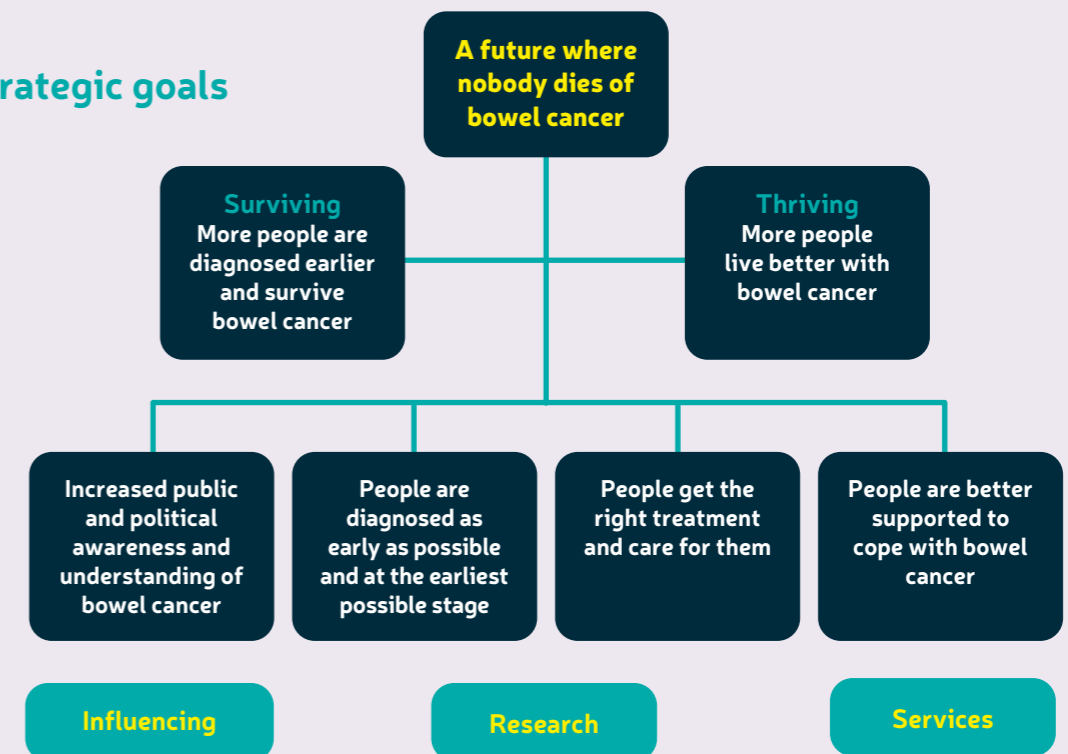 rategic goals
A future where
nobody dies of
bowel cancer
Surviving
More people are
diagnosed earlier
and survive
bowel cancer
Thriving
More people
live better with
bowel cancer
Increased public
and political
awareness and
understanding of
bowel cancer
People are
diagnosed as
early as possible
and at the earliest
possible stage
People get the
right treatment
and care for them
People are better
supported to
cope with bowel
cancer
Influencing
Research
Services